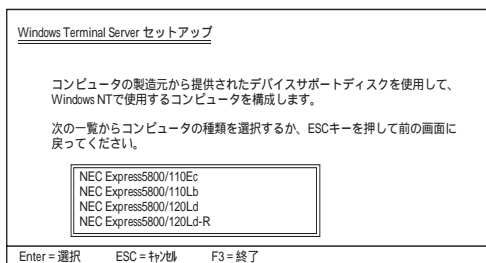 Windows Terminal Server セットアップ
コンピュータの製造元から提供されたデバイスサポートディスクを使用して、
Windows NTで使用するコンピュータを構成します。
次の一覧からコンピュータの種類を選択するか、ESCキーを押して前の画面に
戻ってください。
NEC Express5800/110Ec
NEC Express5800/110Lb
NEC Express5800/120Ld
NEC Express5800/120Ld-R
Enter = 選択 ESC = ｷｬﾝｾﾙ F3 = 終了